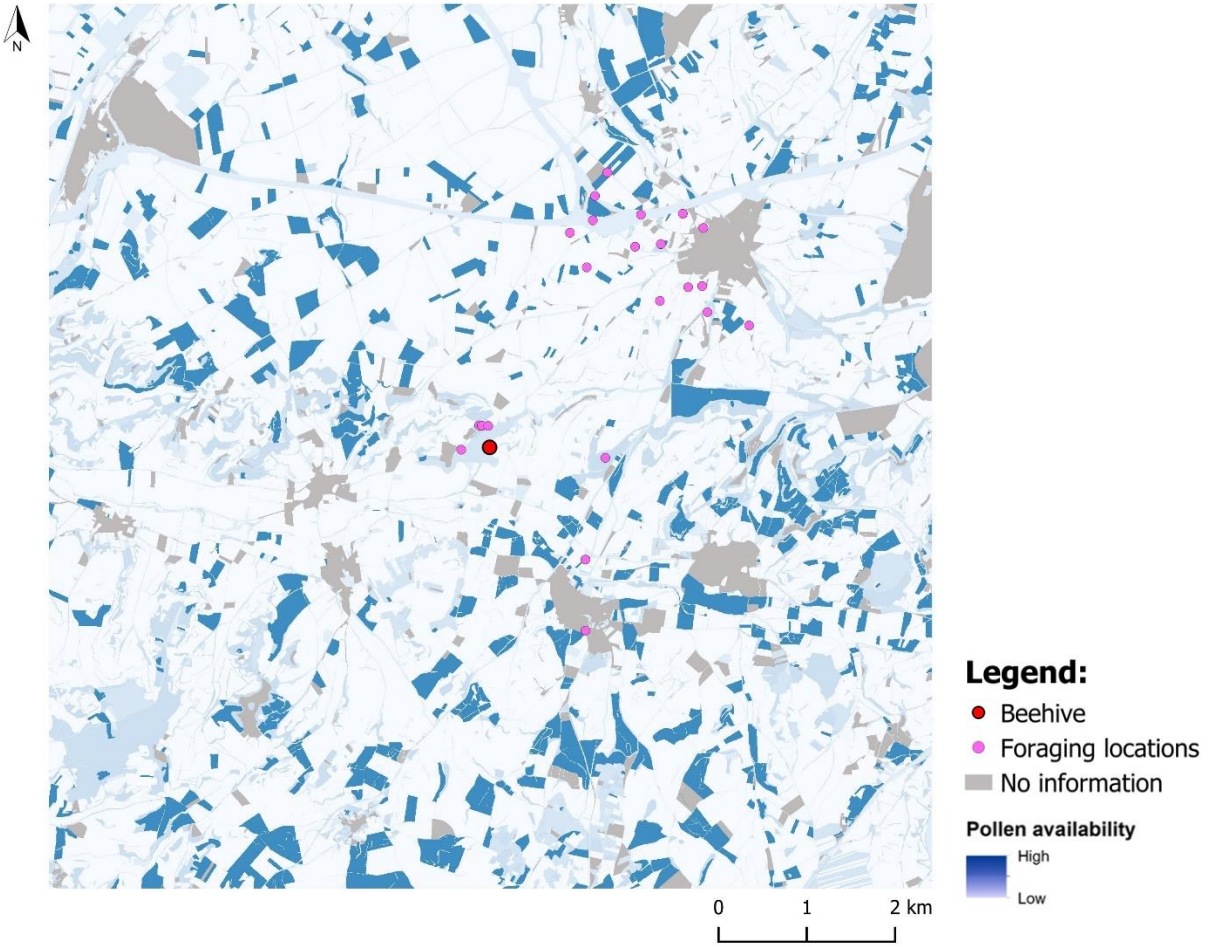 N
Legend:
Beehive
Foraging locations
No information
Pollen availability
High
Low
0 1 2 km